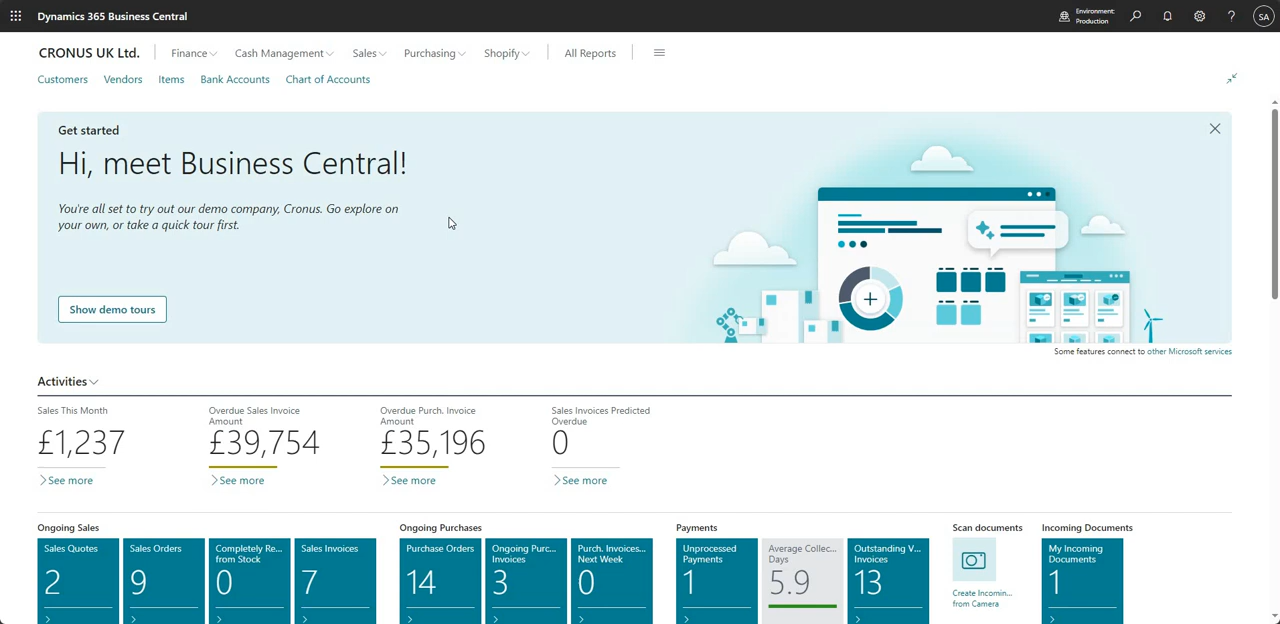 Dynamics 365 Business Central
Environment:
Production
SA
CRONUS UK Ltd.
Finance
Cash Management
Sales
Purchasing
Shopify
All Reports
Customers
Vendors
Items
Bank Accounts
Chart of Accounts
Get started
Hi, meet Business Central!
You're all set to try out our demo company, Cronus. Go explore on
your own, or take a quick tour first.
Show demo tours
Some features connect to other Microsoft services
Activities
Sales This Month
£1,237
See more
Overdue Sales Invoice
Amount
£39,754
See more
Overdue Purch. Invoice
Amount
£35,196
See more
Sales Invoices Predicted
Overdue
0
See more
Ongoing Sales
Sales Quotes
2
Sales Orders
9
Completely Re...
from Stock
0
Sales Invoices
7
Ongoing Purchases
Purchase Orders
14
Ongoing Purc...
Invoices
3
Purch. Invoices...
Next Week
0
Payments
Unprocessed
Payments
1
Average Collec...
Days
5.9
Outstanding V...
Invoices
13
Scan documents
Create Incomin...
from Camera
Incoming Documents
My Incoming
Documents
1